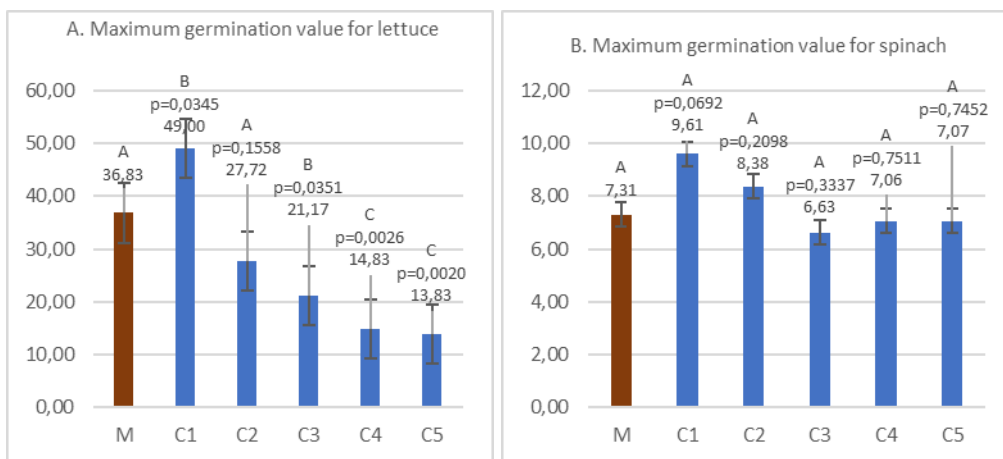 A. Maximum germination value for lettuce
60,00
50,00
40,00
30,00
20,00
10,00
0,00
A
36,83
B
p=0,0345
49,00
A
p=0,1558
27,72
B
p=0,0351
21,17
C
p=0,0026
14,83
C
p=0,0020
13,83
M C1 C2 C3 C4 C5
B. Maximum germination value for spinach
12,00
10,00
8,00
6,00
4,00
2,00
0,00
A
7,31
A
p=0,0692
9,61
A
p=0,2098
8,38
A
p=0,3337
6,63
A
p=0,7511
7,06
A
p=0,7452
7,07
M C1 C2 C3 C4 C5